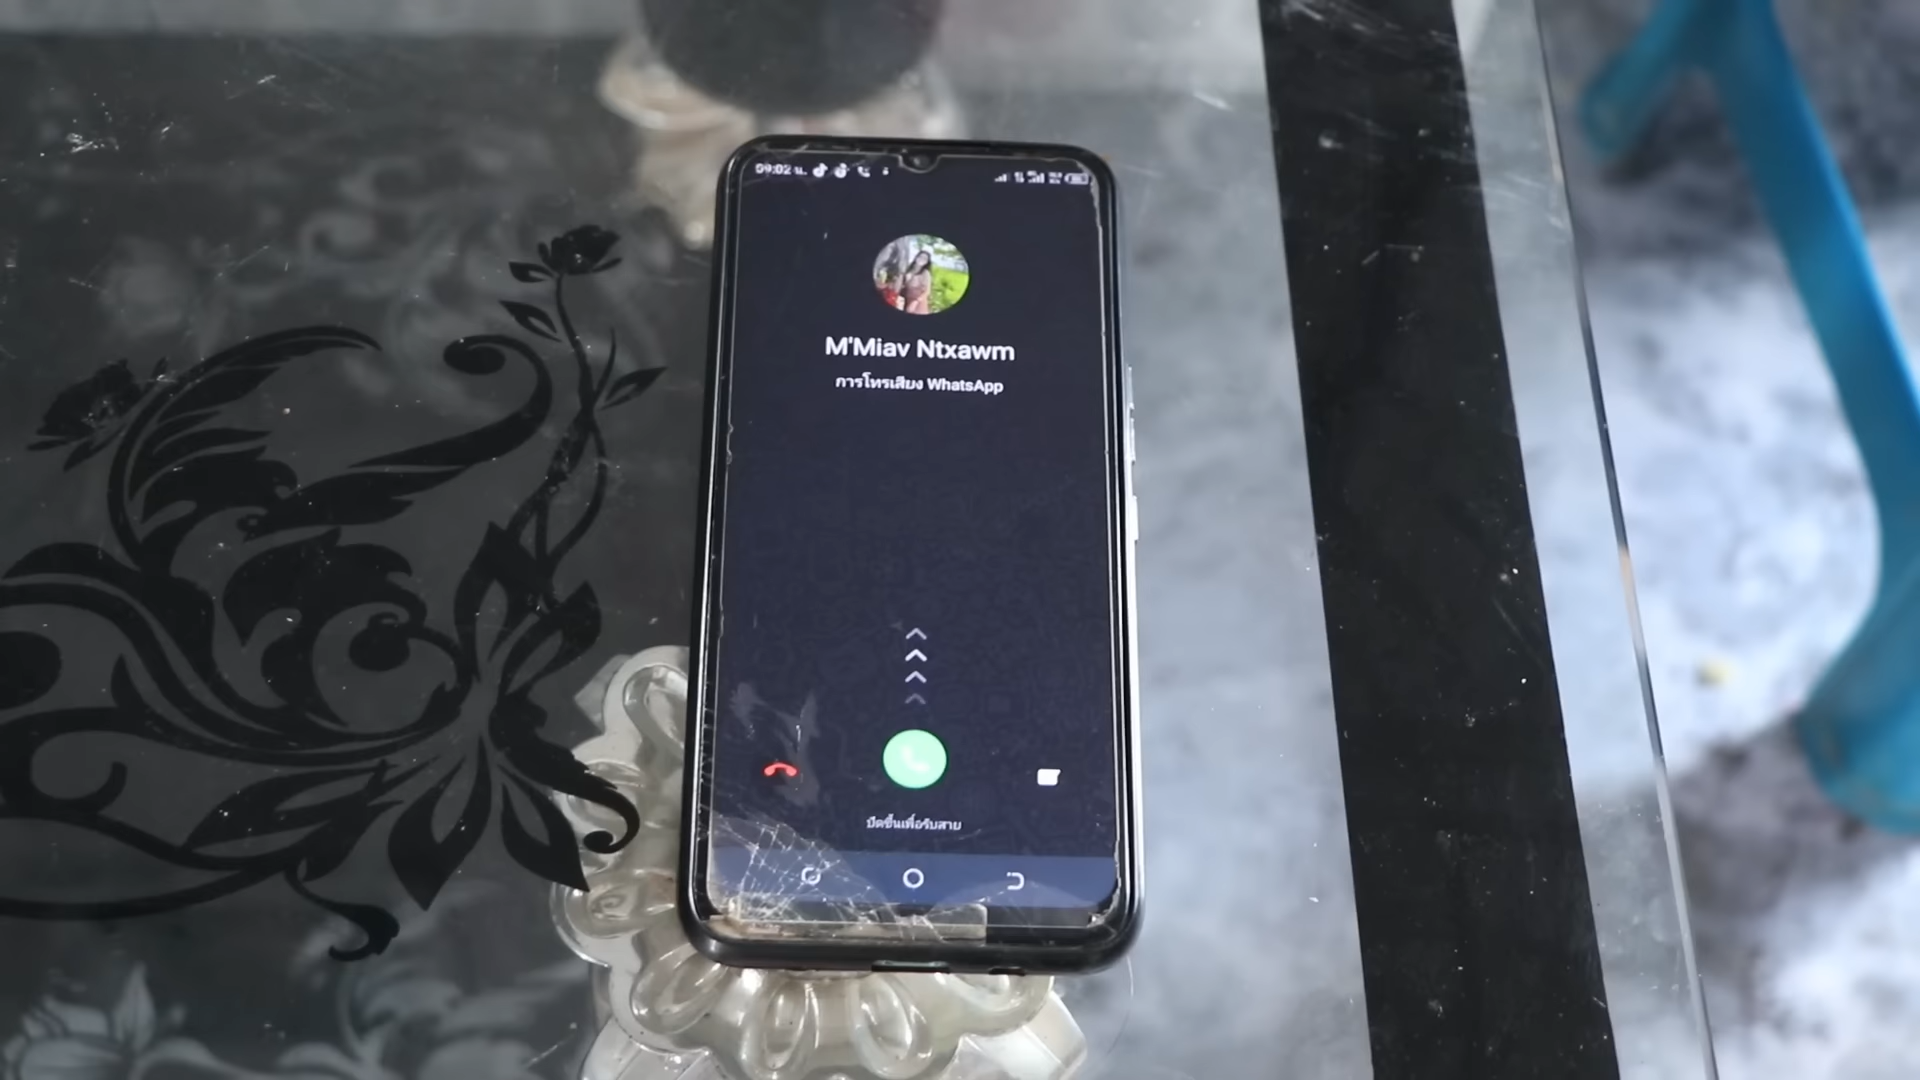 09:02 น.
M'Miav Ntxawm
การโทรเสียง WhatsApp
ปัดขึ้นเพื่อรับสาย